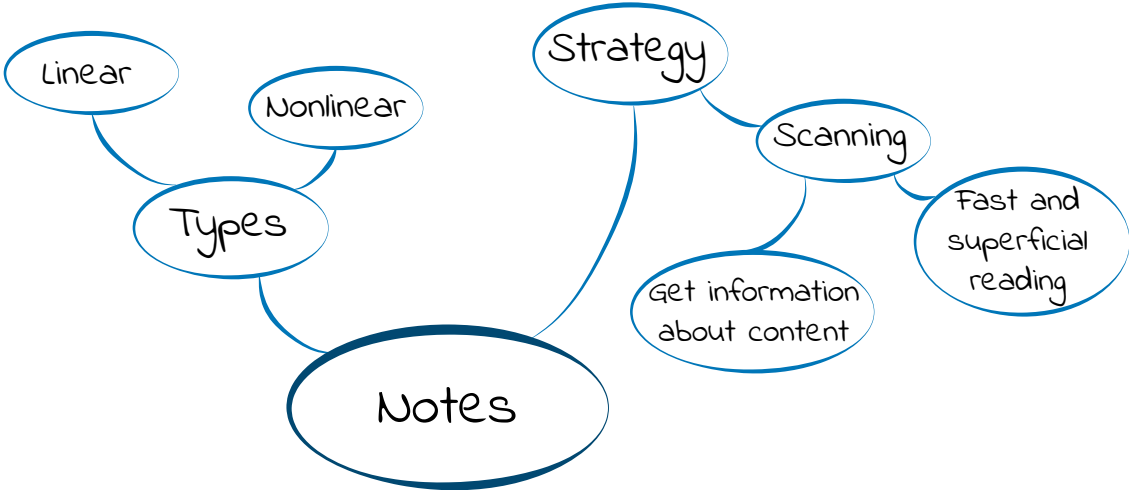 Linear
Nonlinear
Types
Strategy
Scanning
Fast and
superficial
reading
Get information
about content
Notes